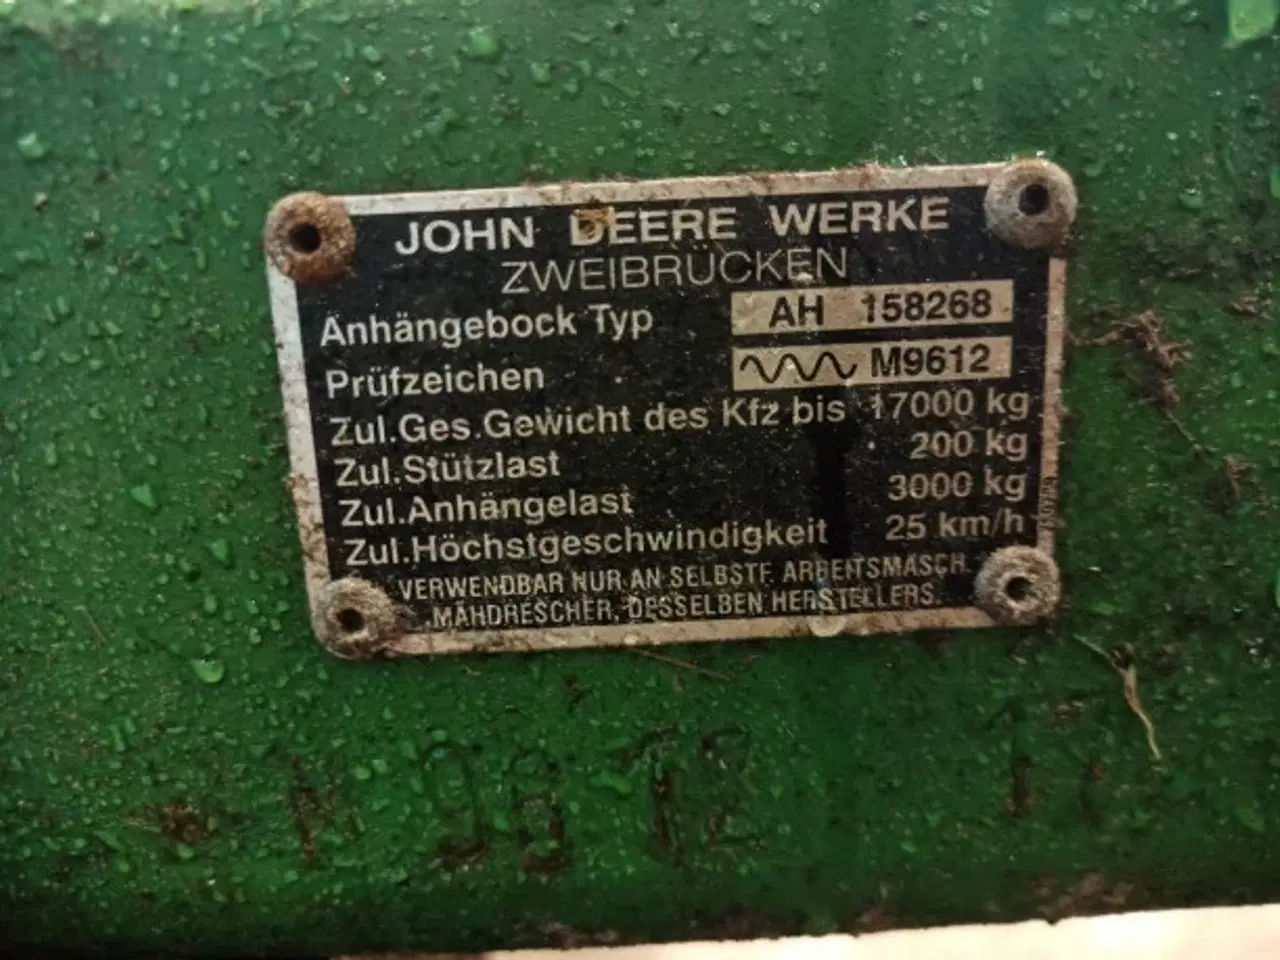 JOHN DEERE WERKE
ZWEIBRÜCKEN
Anhängebock Typ AH 158268
Prüfzeichen M9612
Zul.Ges.Gewicht des Kfz bis 17000 kg
Zul.Stützlast 200 kg
Zul.Anhängelast 3000 kg
Zul.Höchstgeschwindigkeit 25 km/h
VERWENDBAR NUR AN SELBSTF. ARBEITSMASCH.
MÄHDRESCHER, DESSELBEN HERSTELLERS.
M 9612